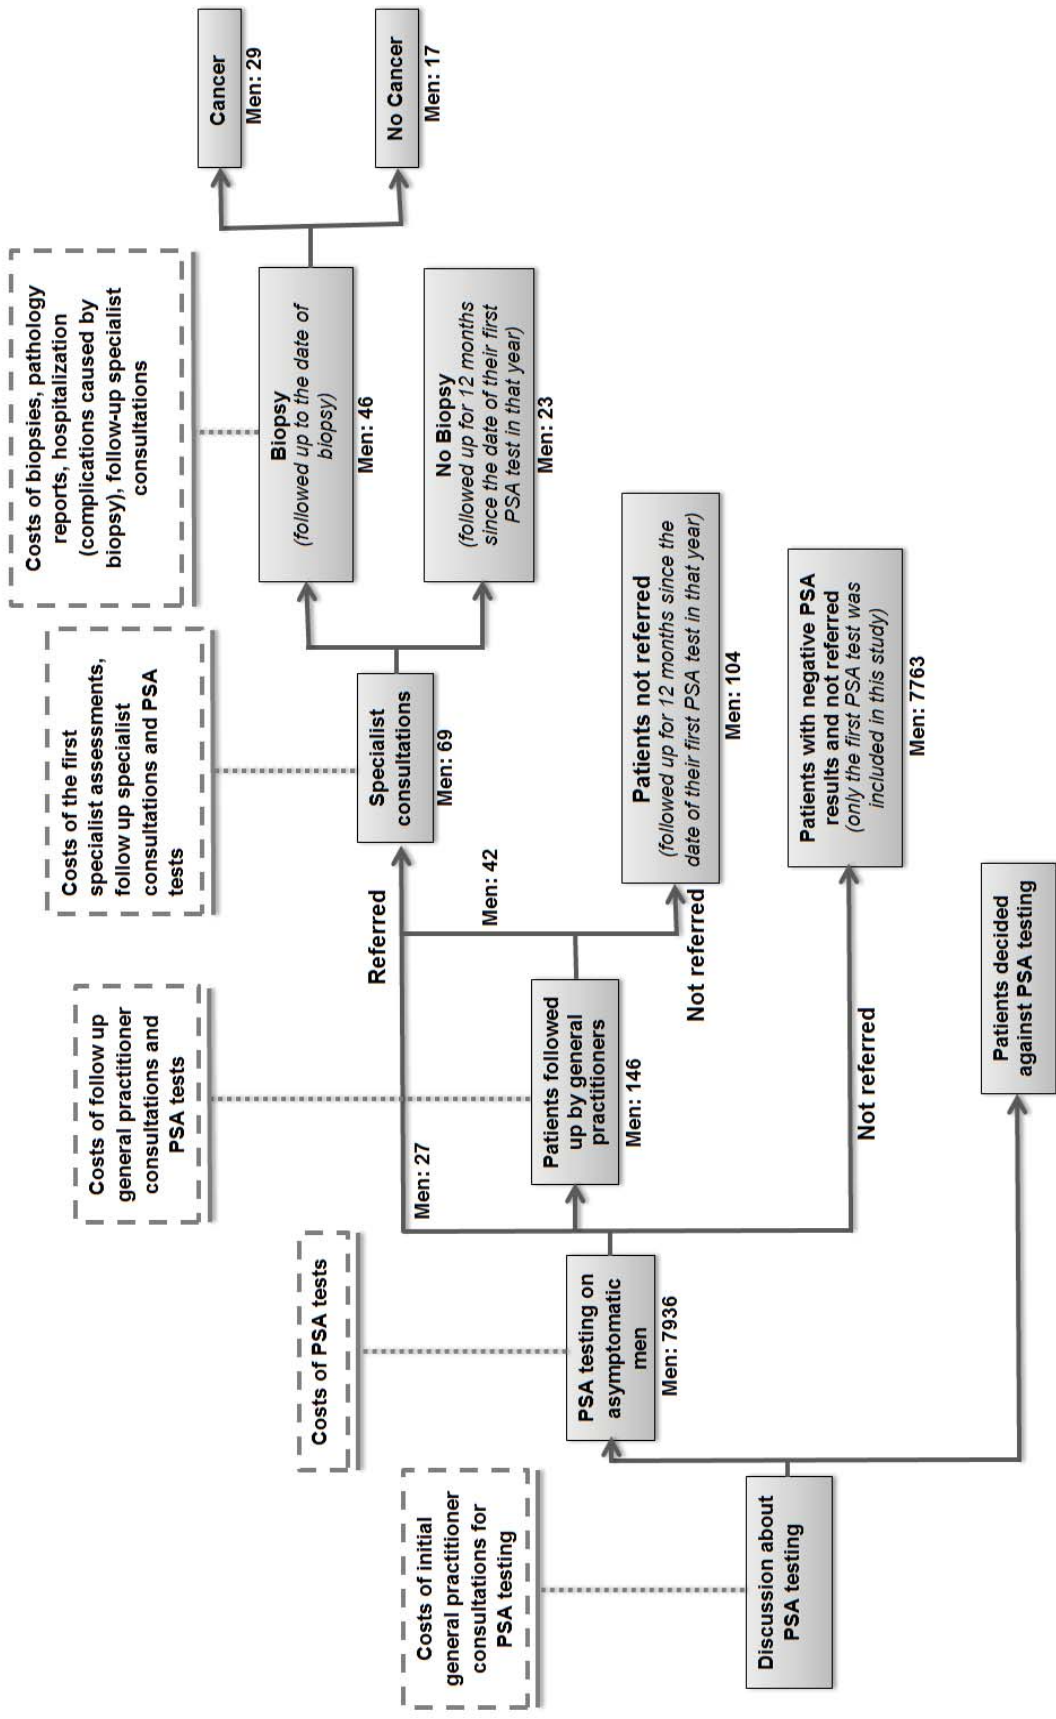 Costs of initial
general practitioner
consultations for
PSA testing
Discussion about
PSA testing
Costs of PSA tests
PSA testing on
asymptomatic
men
Men: 7936
Patients decided
against PSA testing
Costs of follow up
general practitioner
consultations and
PSA tests
Men: 27
Patients followed
up by general
practitioners
Men: 146
Not referred
Referred
Men: 42
Not referred
Costs of the first
specialist assessments,
follow up specialist
consultations and PSA
tests
Specialist
consultations
Men: 69
Patients not referred
(followed up for 12 months since the
date of their first PSA test in that year)
Men: 104
Patients with negative PSA
results and not referred
(only the first PSA test was
included in this study)
Men: 7763
Costs of biopsies, pathology
reports, hospitalization
(complications caused by
biopsy), follow-up specialist
consultations
Biopsy
(followed up to the date of
biopsy)
Men: 46
No Biopsy
(followed up for 12 months
since the date of their first
PSA test in that year)
Men: 23
Cancer
Men: 29
No Cancer
Men: 17